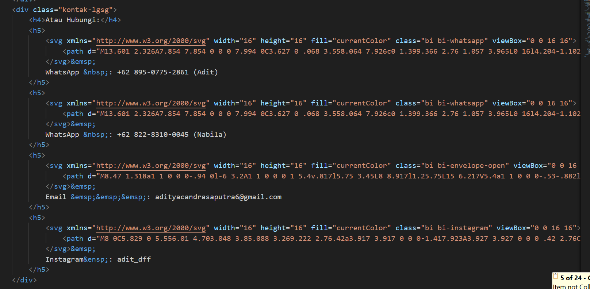 <div class="kontak-lgsg">
<h4>Atau Hubungi:</h4>
<h5>
<svg xmlns="http://www.w3.org/2000/svg" width="16" height="16" fill="currentColor" class="bi bi-whatsapp" viewBox="0 0 16 16">
<path d="M13.601 2.326A7.854 7.854 0 0 0 7.994 0C3.627 0 .068 3.558.064 7.926c0 1.399.366 2.76 1.057 3.965L0 16l4.204-1.102
</svg>&emsp;
WhatsApp &nbsp;: +62 895-0775-2861 (Adit)
</h5>
<h5>
<svg xmlns="http://www.w3.org/2000/svg" width="16" height="16" fill="currentColor" class="bi bi-whatsapp" viewBox="0 0 16 16">
<path d="M13.601 2.326A7.854 7.854 0 0 0 7.994 0C3.627 0 .068 3.558.064 7.926c0 1.399.366 2.76 1.057 3.965L0 16l4.204-1.102
</svg>&emsp;
WhatsApp &nbsp;: +62 822-8310-0045 (Nabila)
</h5>
<h5>
<svg xmlns="http://www.w3.org/2000/svg" width="16" height="16" fill="currentColor" class="bi bi-envelope-open" viewBox="0 0 16
<path d="M8.47 1.318a1 1 0 0 0-.94 0l-6 3.2A1 1 0 0 0 1 5.4v.817l5.75 3.45L8 8.917l1.25.75L15 6.217V5.4a1 1 0 0 0-.53-.882l
</svg>&emsp;
Email &emsp;&emsp;&emsp;: adityacandrasaputra6@gmail.com
</h5>
<h5>
<svg xmlns="http://www.w3.org/2000/svg" width="16" height="16" fill="currentColor" class="bi bi-instagram" viewBox="0 0 16 16">
<path d="M8 0C5.829 0 5.556.01 4.703.048 3.85.088 3.269.222 2.76.42a3.917 3.917 0 0 0-1.417.923A3.927 3.927 0 0 0 .42 2.76C
</svg>&emsp;
Instagram&emsp;: adit_dff
</h5>
</div>
5 of 24 - C
Item not Coll